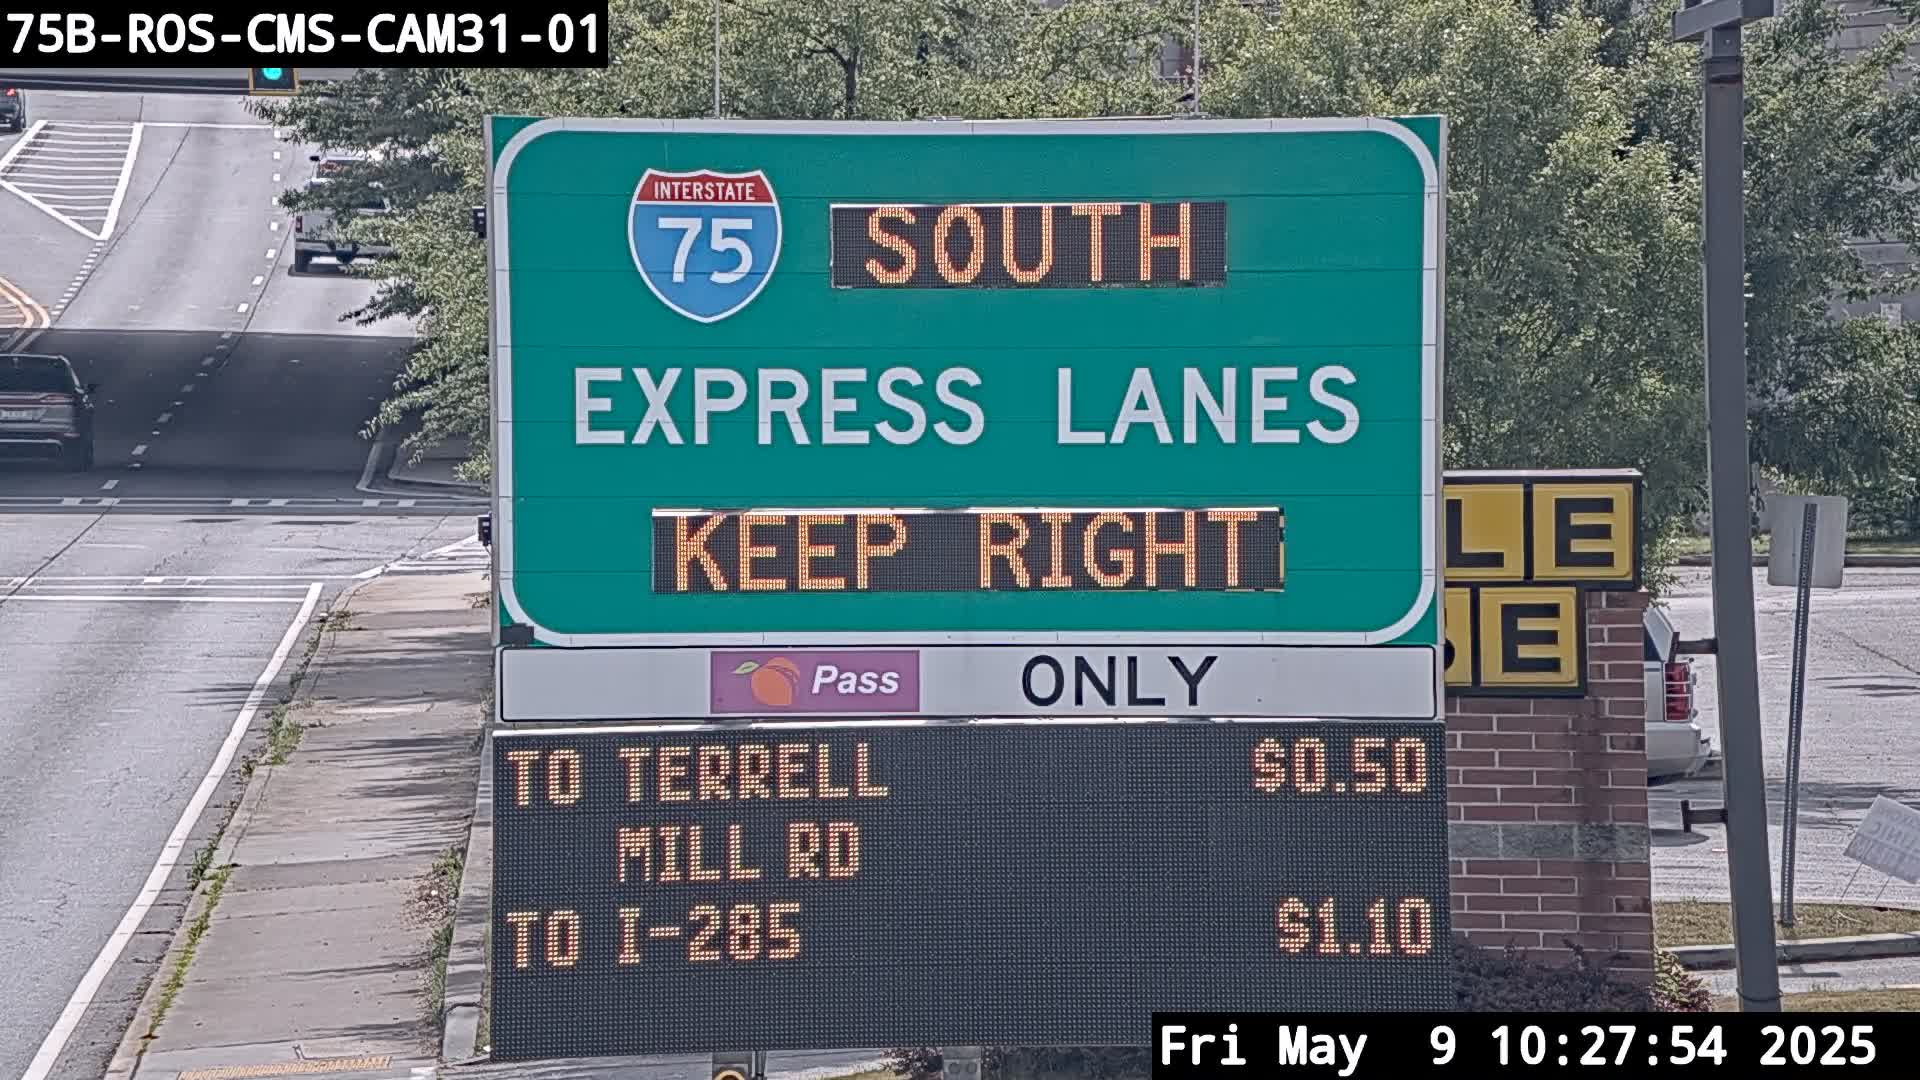 75B-ROS-CMS-CAM31-01
INTERSTATE
75
SOUTH
EXPRESS LANES
KEEP RIGHT
Pass ONLY
TO TERRELL $0.50
MILL RD
TO I-285 $1.10
LE
E
Fri May 9 10:27:54 2025